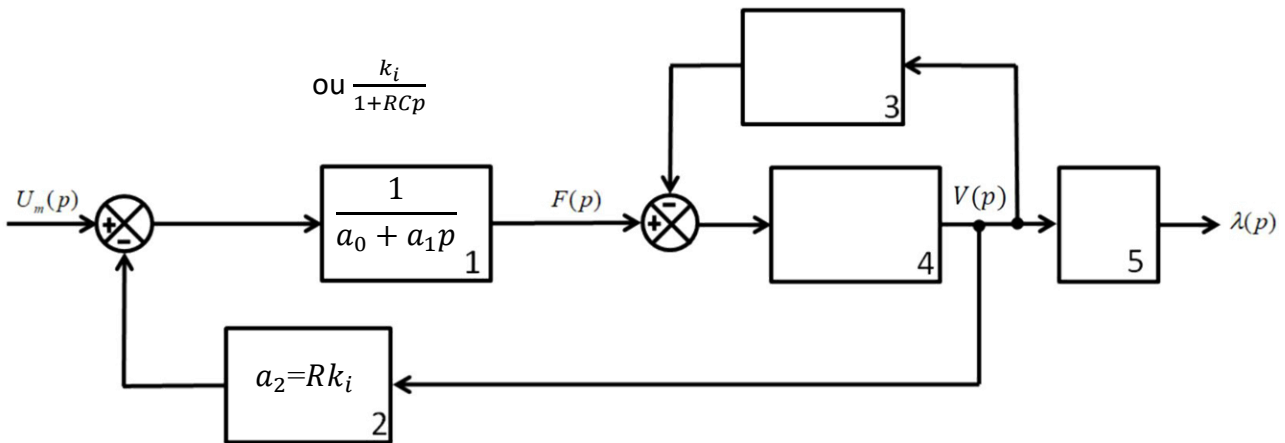 ou k_i / (1+RCp)
3
U_m(p)
+
−
1 / (a_0 + a_1p)
1
F(p)
−
+
4
V(p)
5
λ(p)
a_2=Rk_i
2